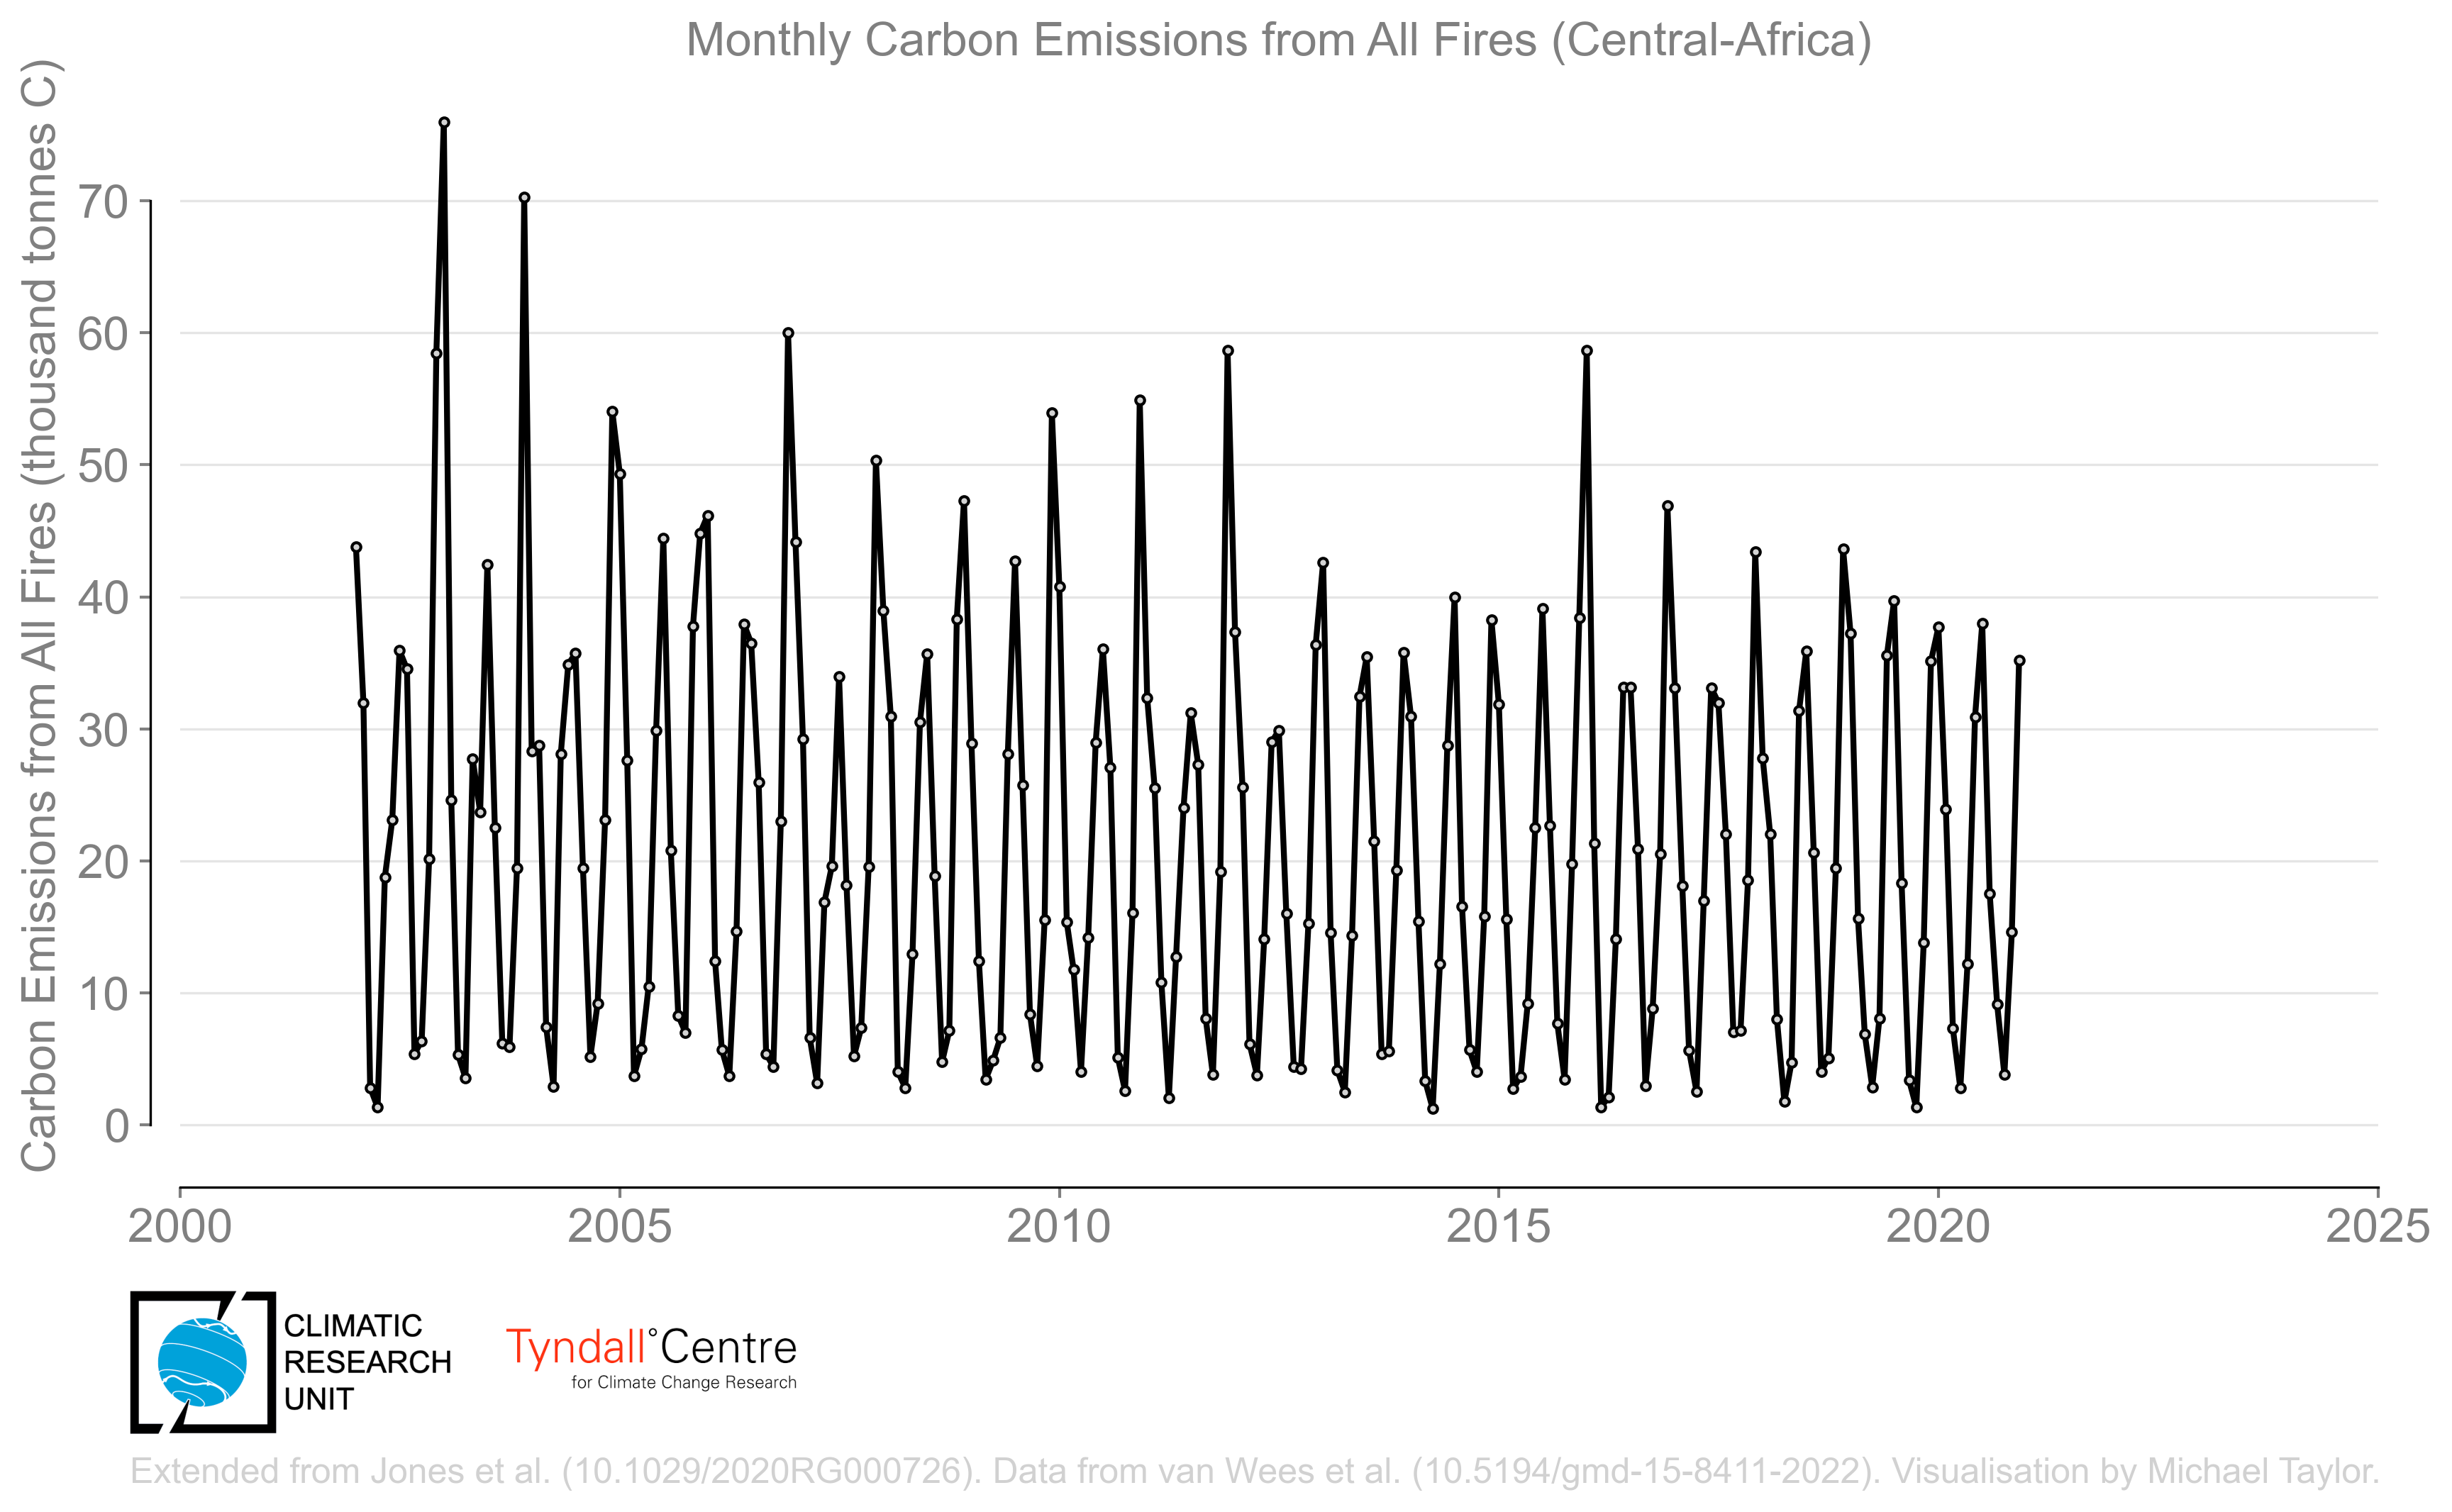 Monthly Carbon Emissions from All Fires (Central-Africa)
Carbon Emissions from All Fires (thousand tonnes C)
70
60
50
40
30
20
10
0
2000 2005 2010 2015 2020 2025
CLIMATIC
RESEARCH
UNIT
Tyndall°Centre
for Climate Change Research
Extended from Jones et al. (10.1029/2020RG000726). Data from van Wees et al. (10.5194/gmd-15-8411-2022). Visualisation by Michael Taylor.